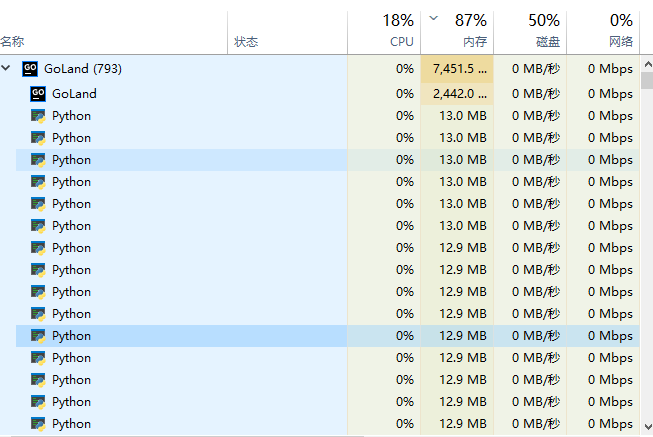 18% 87% 50% 0%
名称 状态 CPU 内存 磁盘 网络
GO GoLand (793) 0% 7,451.5 ... 0 MB/秒 0 Mbps
GO GoLand 0% 2,442.0 ... 0 MB/秒 0 Mbps
Python 0% 13.0 MB 0 MB/秒 0 Mbps
Python 0% 13.0 MB 0 MB/秒 0 Mbps
Python 0% 13.0 MB 0 MB/秒 0 Mbps
Python 0% 13.0 MB 0 MB/秒 0 Mbps
Python 0% 13.0 MB 0 MB/秒 0 Mbps
Python 0% 13.0 MB 0 MB/秒 0 Mbps
Python 0% 12.9 MB 0 MB/秒 0 Mbps
Python 0% 12.9 MB 0 MB/秒 0 Mbps
Python 0% 12.9 MB 0 MB/秒 0 Mbps
Python 0% 12.9 MB 0 MB/秒 0 Mbps
Python 0% 12.9 MB 0 MB/秒 0 Mbps
Python 0% 12.9 MB 0 MB/秒 0 Mbps
Python 0% 12.9 MB 0 MB/秒 0 Mbps
Python 0% 12.9 MB 0 MB/秒 0 Mbps
Python 0% 12.9 MB 0 MB/秒 0 Mbps